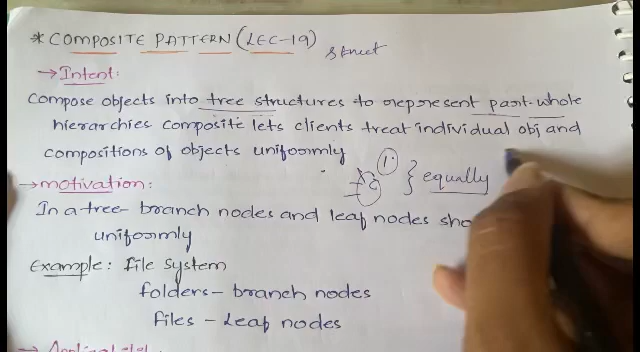 * COMPOSITE PATTERN (LEC-19)
struct
→ Intent:
Compose objects into tree structures to represent part-whole
hierarchies composite lets clients treat individual obj and
compositions of objects uniformly
1.
} equally
→ motivation:
In a tree- branch nodes and leaf nodes sho
uniformly
Example: file system
folders - branch nodes
files - Leaf nodes